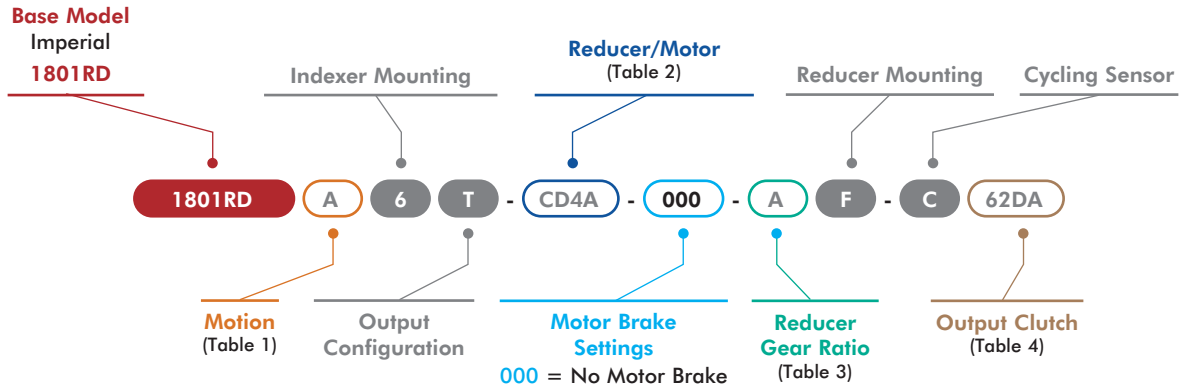 Base Model
Imperial
1801RD
Indexer Mounting
Reducer/Motor
(Table 2)
Reducer Mounting
Cycling Sensor
1801RD A 6 T - CD4A - 000 - A F - C 62DA
Motion
(Table 1)
Output
Configuration
Motor Brake
Settings
000 = No Motor Brake
Reducer
Gear Ratio
(Table 3)
Output Clutch
(Table 4)